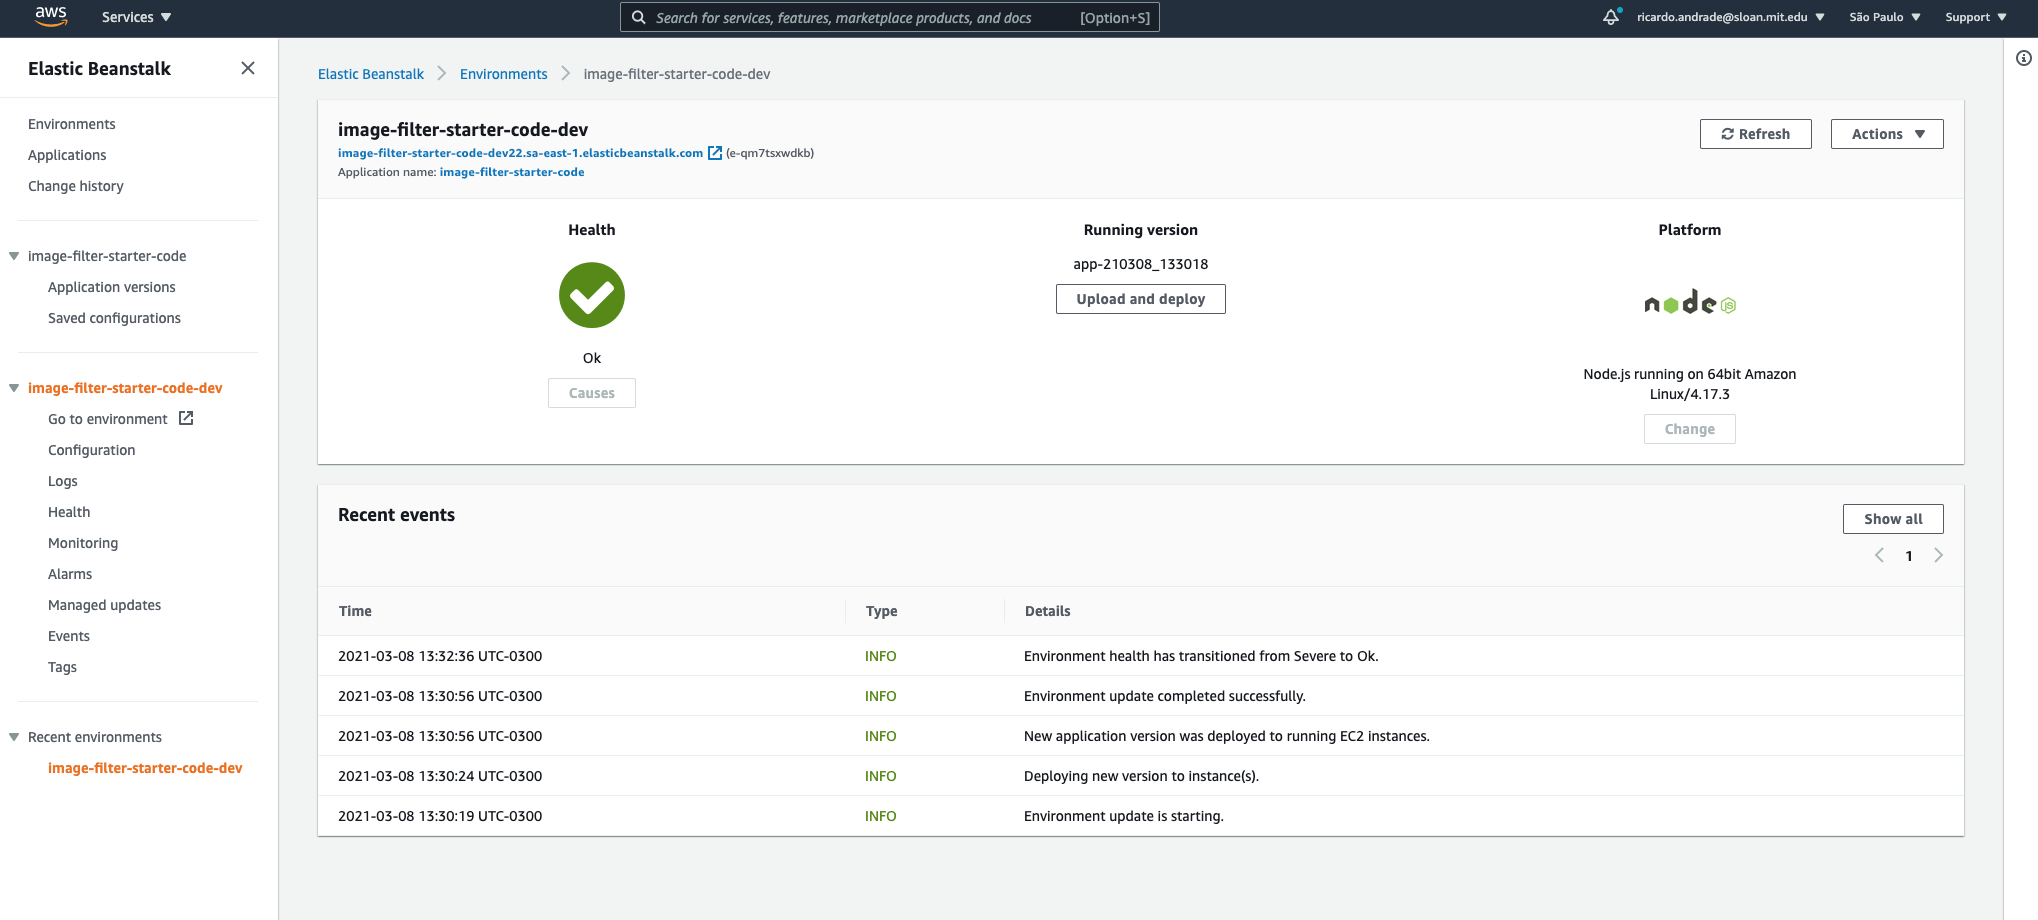 aws Services ▼ Search for services, features, marketplace products, and docs [Option+S] ricardo.andrade@sloan.mit.edu ▼ São Paulo ▼ Support ▼
Elastic Beanstalk
Environments
Applications
Change history
image-filter-starter-code
Application versions
Saved configurations
image-filter-starter-code-dev
Go to environment
Configuration
Logs
Health
Monitoring
Alarms
Managed updates
Events
Tags
Recent environments
image-filter-starter-code-dev
Elastic Beanstalk > Environments > image-filter-starter-code-dev
image-filter-starter-code-dev
image-filter-starter-code-dev22.sa-east-1.elasticbeanstalk.com (e-qm7tsxwdkb)
Application name: image-filter-starter-code
Refresh
Actions ▼
Health
Ok
Causes
Running version
app-210308_133018
Upload and deploy
Platform
node JS
Node.js running on 64bit Amazon
Linux/4.17.3
Change
Recent events
Show all
< 1 >
Time Type Details
2021-03-08 13:32:36 UTC-0300 INFO Environment health has transitioned from Severe to Ok.
2021-03-08 13:30:56 UTC-0300 INFO Environment update completed successfully.
2021-03-08 13:30:56 UTC-0300 INFO New application version was deployed to running EC2 instances.
2021-03-08 13:30:24 UTC-0300 INFO Deploying new version to instance(s).
2021-03-08 13:30:19 UTC-0300 INFO Environment update is starting.